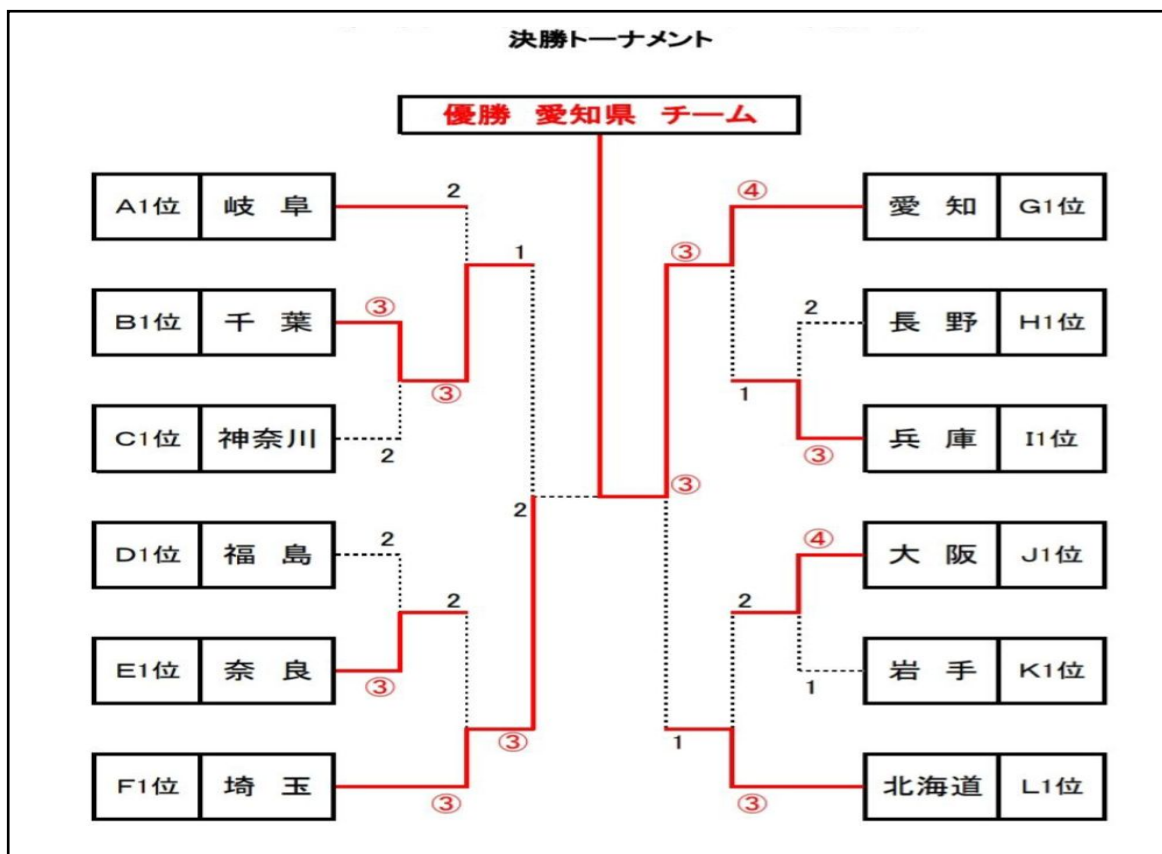 決勝トーナメント
優勝 愛知県 チーム
A1位 岐阜 2 ④ 愛知 G1位
1 ③
B1位 千葉 ③ 2 長野 H1位
③ 1
C1位 神奈川 2 ③ 兵庫 I1位
2 ③
D1位 福島 2 ④ 大阪 J1位
2 2
E1位 奈良 ③ 1 岩手 K1位
③ 1
F1位 埼玉 ③ ③ 北海道 L1位